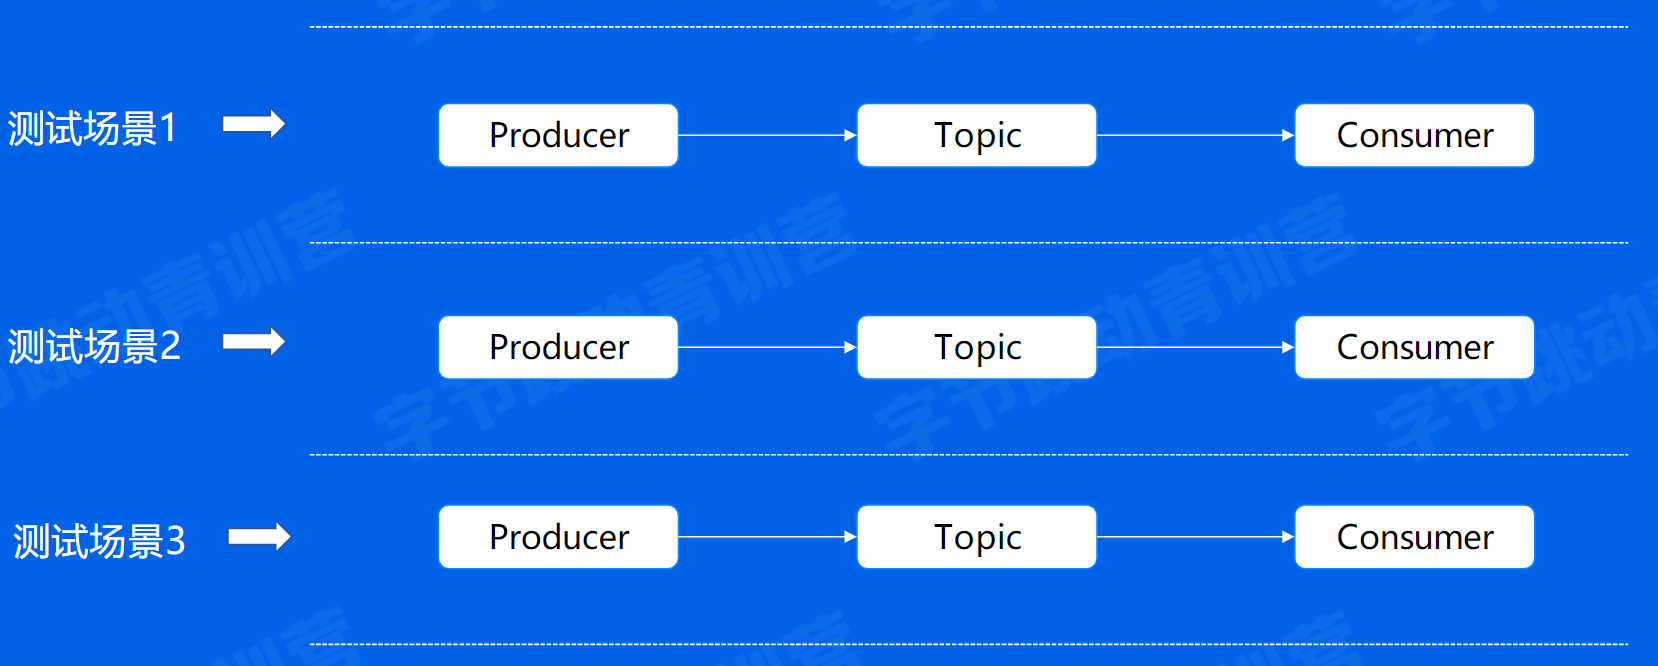 测试场景1
Producer
Topic
Consumer
字节跳动青训营
测试场景2
Producer
Topic
Consumer
测试场景3
Producer
Topic
Consumer